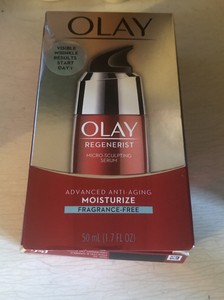 OLAY
VISIBLE
WRINKLE
RESULTS
START
DAY 1
OLAY
REGENERIST
MICRO-SCULPTING
SERUM
ADVANCED ANTI-AGING
MOISTURIZE
FRAGRANCE-FREE
50 mL (1.7 FL OZ)